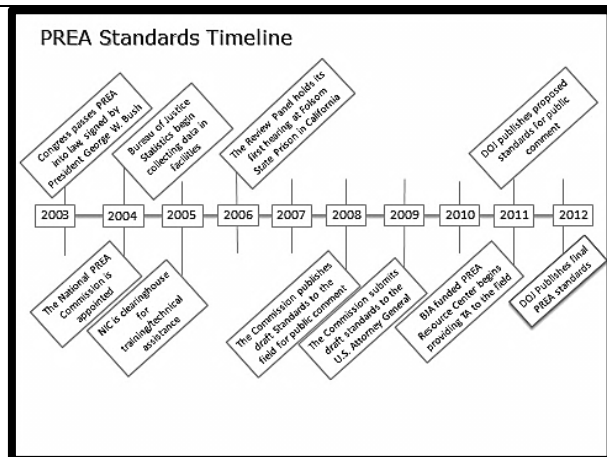 PREA Standards Timeline
Congress passes PREA
into law, signed by
President George W. Bush
Bureau of Justice
Statistics begin
collecting data in
facilities
The Review Panel holds its
first hearing at Folsom
State Prison in California
DOJ publishes proposed
standards for public
comment
2003
2004
2005
2006
2007
2008
2009
2010
2011
2012
The National PREA
Commission is
appointed
NIC is clearinghouse
for
training/technical
assistance
The Commission publishes
draft Standards to the
field for public comment
The Commission submits
draft standards to the
U.S. Attorney General
BJA funded PREA
Resource Center begins
providing TA to the field
DOJ Publishes final
PREA standards